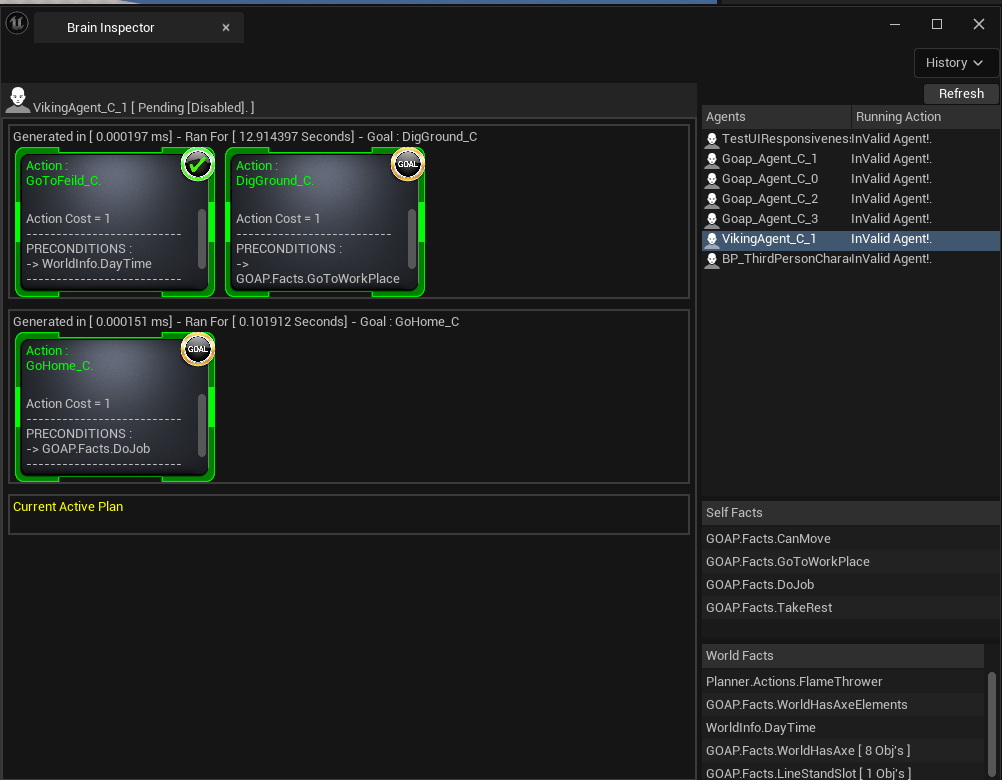 Brain Inspector
History
Refresh
VikingAgent_C_1 [ Pending [Disabled]. ]
Generated in [ 0.000197 ms] - Ran For [ 12.914397 Seconds] - Goal : DigGround_C
Action :
GoToFeild_C.
Action Cost = 1
--------------------------
PRECONDITIONS :
-> WorldInfo.DayTime
--------------------------
GOAL
Action :
DigGround_C.
Action Cost = 1
--------------------------
PRECONDITIONS :
->
GOAP.Facts.GoToWorkPlace
Generated in [ 0.000151 ms] - Ran For [ 0.101912 Seconds] - Goal : GoHome_C
GOAL
Action :
GoHome_C.
Action Cost = 1
--------------------------
PRECONDITIONS :
-> GOAP.Facts.DoJob
--------------------------
Current Active Plan
Agents Running Action
TestUIResponsivenes InValid Agent!.
Goap_Agent_C_1 InValid Agent!.
Goap_Agent_C_0 InValid Agent!.
Goap_Agent_C_2 InValid Agent!.
Goap_Agent_C_3 InValid Agent!.
VikingAgent_C_1 InValid Agent!.
BP_ThirdPersonChara InValid Agent!.
Self Facts
GOAP.Facts.CanMove
GOAP.Facts.GoToWorkPlace
GOAP.Facts.DoJob
GOAP.Facts.TakeRest
World Facts
Planner.Actions.FlameThrower
GOAP.Facts.WorldHasAxeElements
WorldInfo.DayTime
GOAP.Facts.WorldHasAxe [ 8 Obj's ]
GOAP.Facts.LineStandSlot [ 1 Obj's ]